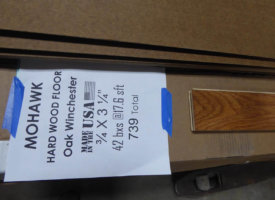 MOHAWK
HARD WOOD FLOOR
Oak Winchester
MADE IN USA
3/4 X 3 1/4"
42 bxs @17.6 sft
739 Total